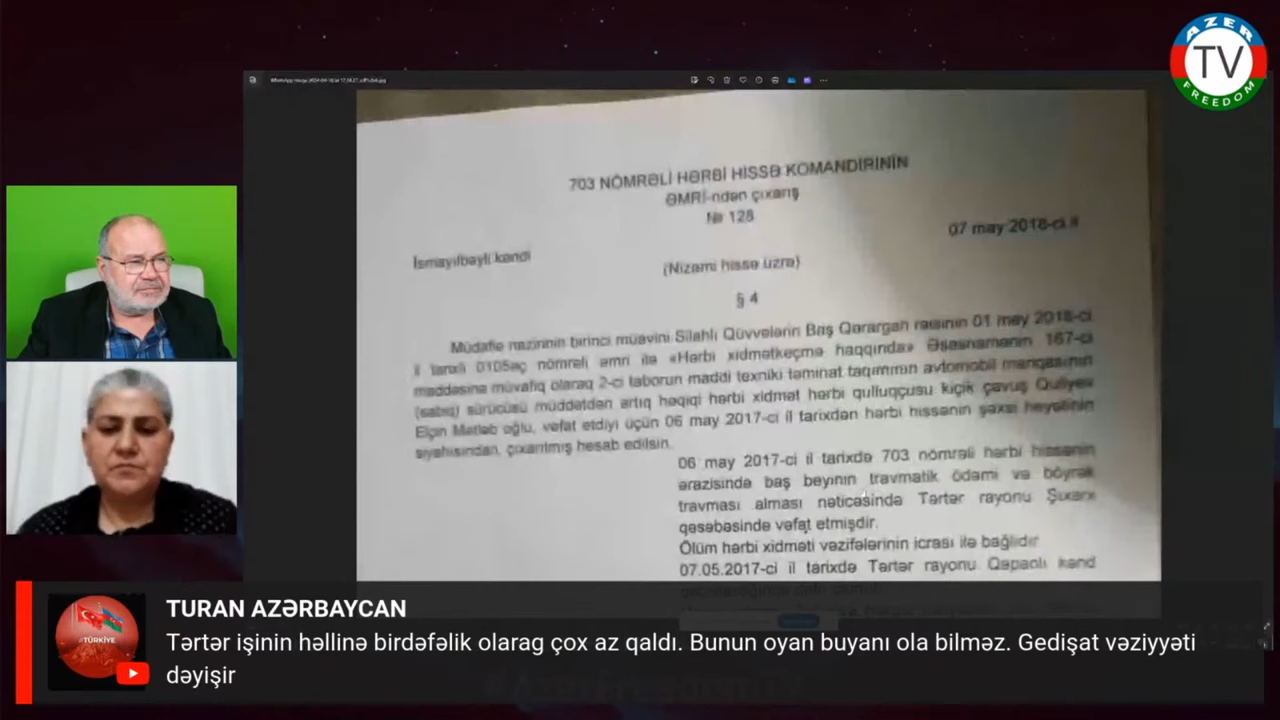 AZER
TV
FREEDOM
703 NÖMRƏLİ HƏRBİ HİSSƏ KOMANDİRİNİN
ƏMRİ-ndən çıxarış
№ 128
07 may 2018-ci il
İsmayılbəyli kəndi
(Nizami hissə üzrə)
§ 4
Müdafiə nazirinin birinci müavini Silahlı Qüvvələrin Baş Qərargah rəisinin 01 may 2018-ci
il tarixli nömrəli əmri ilə «Hərbi xidmətkeçmə haqqında» Əsasnamənin 167-ci
maddəsinə müvafiq olaraq 2-ci taborun maddi texniki təminat taqımının avtomobil manqasının
(sabiq) sürücüsü müddətdən artıq həqiqi hərbi xidmət hərbi qulluqçusu kiçik çavuş Quliyev
Elçin Mətləb oğlu, vəfat etdiyi üçün 06 may 2017-ci il tarixdən hərbi hissənin şəxsi heyətinin
siyahısından, çıxarılmış hesab edilsin.
06 may 2017-ci il tarixdə 703 nömrəli hərbi hissənin
ərazisində baş beyinin travmatik ödəmi və böyrək
travması alması nəticəsində Tərtər rayonu Şıxarx
qəsəbəsində vəfat etmişdir.
Ölüm hərbi xidməti vəzifələrinin icrası ilə bağlıdır
07.05.2017-ci il tarixdə Tərtər rayonu Qapanlı kənd
#TÜRKİYE
TURAN AZƏRBAYCAN
Tərtər işinin həllinə birdəfəlik olarag çox az qaldı. Bunun oyan buyanı ola bilməz. Gedişat vəziyyəti
dəyişir